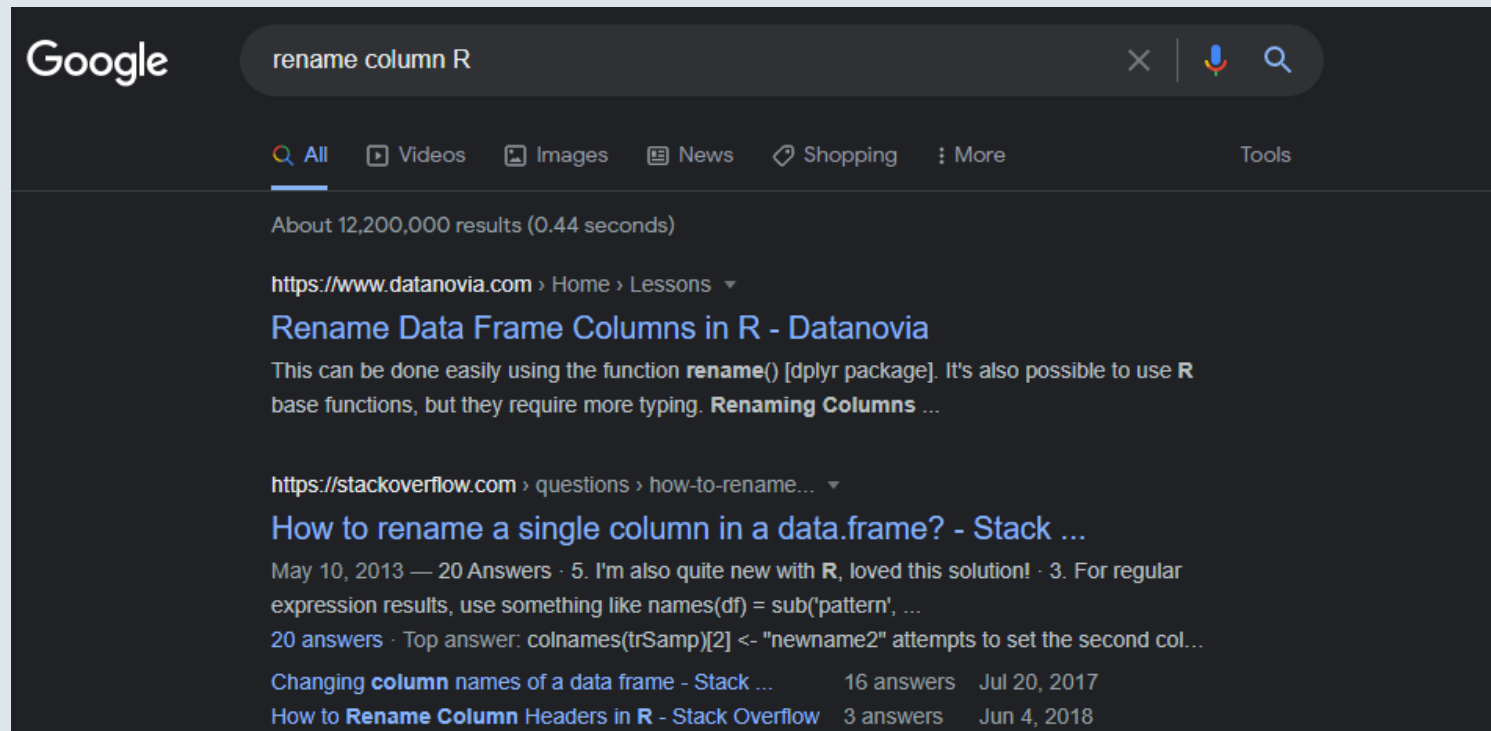 Google
rename column R
All Videos Images News Shopping More Tools
About 12,200,000 results (0.44 seconds)
https://www.datanovia.com › Home › Lessons
Rename Data Frame Columns in R - Datanovia
This can be done easily using the function rename() [dplyr package]. It's also possible to use R
base functions, but they require more typing. Renaming Columns ...
https://stackoverflow.com › questions › how-to-rename...
How to rename a single column in a data.frame? - Stack ...
May 10, 2013 — 20 Answers · 5. I'm also quite new with R, loved this solution! · 3. For regular
expression results, use something like names(df) = sub('pattern', ...
20 answers · Top answer: colnames(trSamp)[2] <- "newname2" attempts to set the second col...
Changing column names of a data frame - Stack ... 16 answers Jul 20, 2017
How to Rename Column Headers in R - Stack Overflow 3 answers Jun 4, 2018